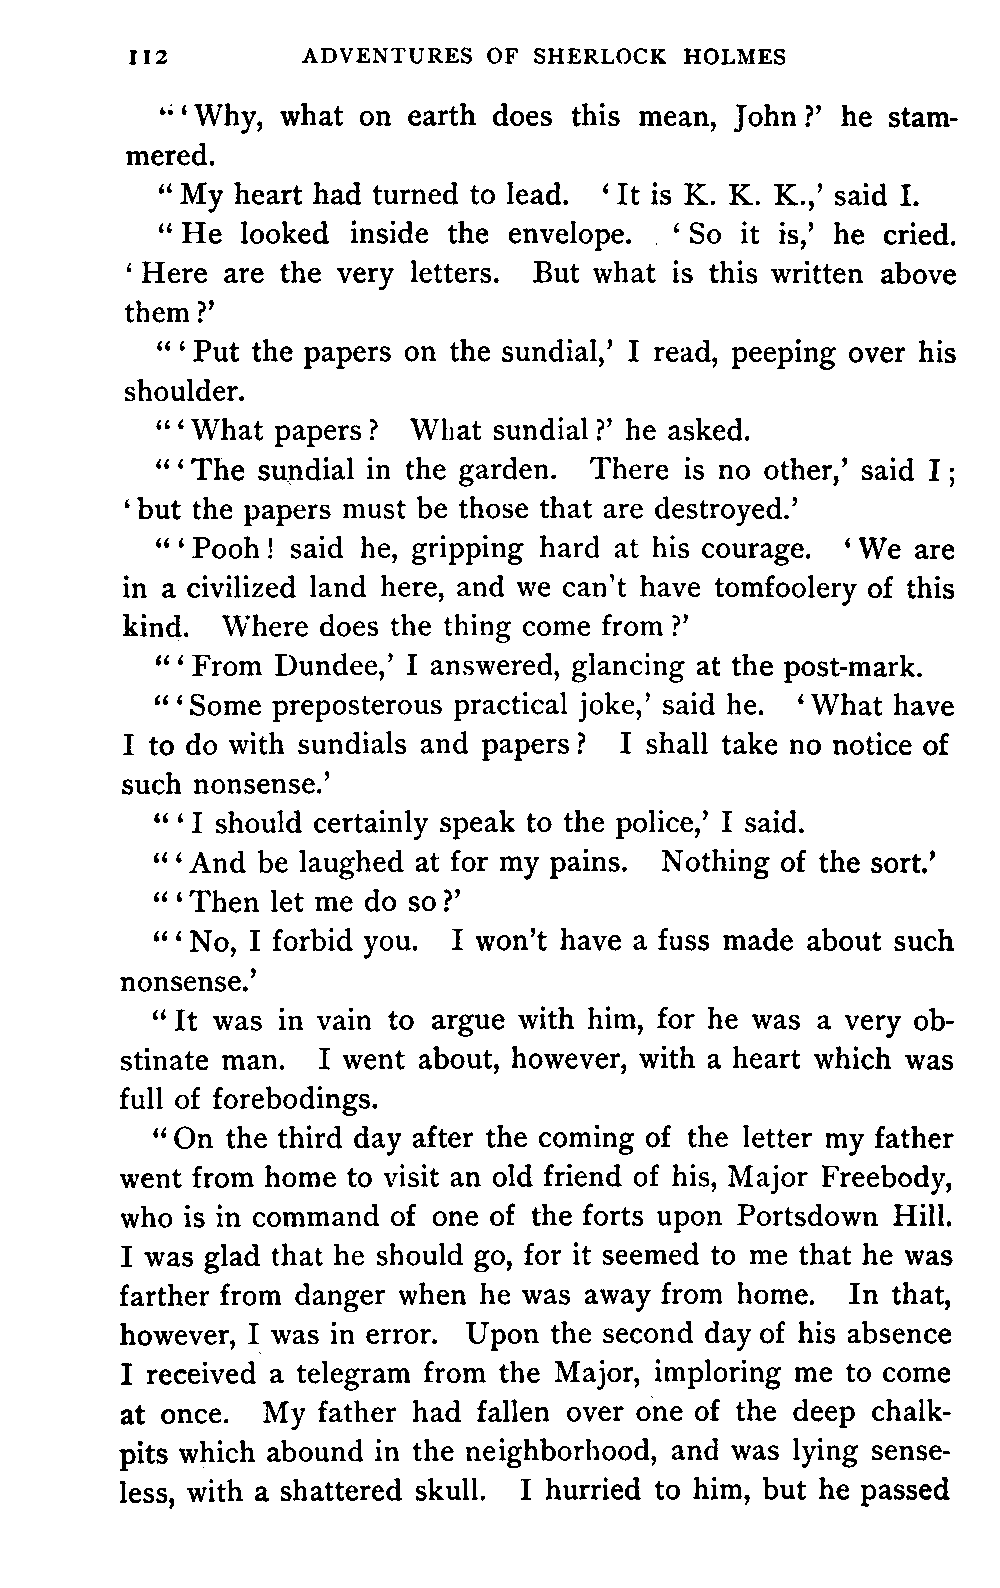 112 ADVENTURES OF SHERLOCK HOLMES
"'Why, what on earth does this mean, John?' he stam-
mered.
"My heart had turned to lead. 'It is K. K. K.,' said I.
"He looked inside the envelope. 'So it is,' he cried.
'Here are the very letters. But what is this written above
them?'
"'Put the papers on the sundial,' I read, peeping over his
shoulder.
"'What papers? What sundial?' he asked.
"'The sundial in the garden. There is no other,' said I;
'but the papers must be those that are destroyed.'
"'Pooh! said he, gripping hard at his courage. 'We are
in a civilized land here, and we can't have tomfoolery of this
kind. Where does the thing come from?'
"'From Dundee,' I answered, glancing at the post-mark.
"'Some preposterous practical joke,' said he. 'What have
I to do with sundials and papers? I shall take no notice of
such nonsense.'
"'I should certainly speak to the police,' I said.
"'And be laughed at for my pains. Nothing of the sort.'
"'Then let me do so?'
"'No, I forbid you. I won't have a fuss made about such
nonsense.'
"It was in vain to argue with him, for he was a very ob-
stinate man. I went about, however, with a heart which was
full of forebodings.
"On the third day after the coming of the letter my father
went from home to visit an old friend of his, Major Freebody,
who is in command of one of the forts upon Portsdown Hill.
I was glad that he should go, for it seemed to me that he was
farther from danger when he was away from home. In that,
however, I was in error. Upon the second day of his absence
I received a telegram from the Major, imploring me to come
at once. My father had fallen over one of the deep chalk-
pits which abound in the neighborhood, and was lying sense-
less, with a shattered skull. I hurried to him, but he passed